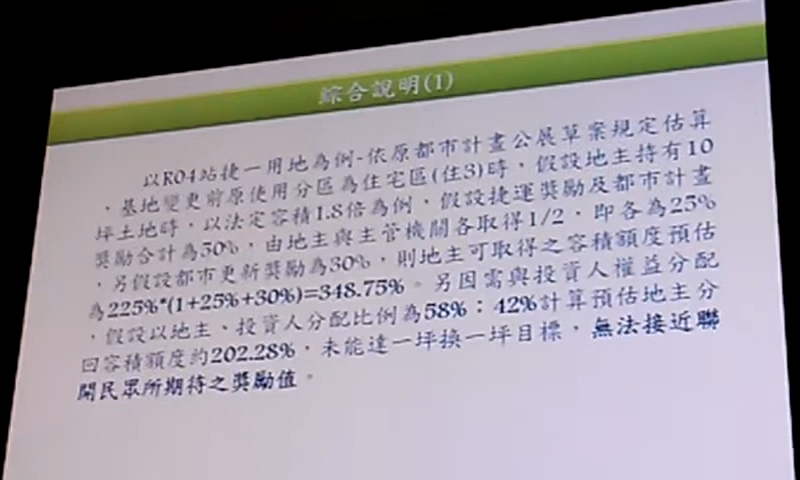 綜合說明(1)
以R04站捷一用地為例-依原都市計畫公展草案規定估算
，基地變更前原使用分區為住宅區(住3)時，假設地主持有10
坪土地時，以法定容積1.8倍為例，假設捷運獎勵及都市計畫
獎勵合計為50%，由地主與主管機關各取得1/2，即各為25%
，另假設都市更新獎勵為30%，則地主可取得之容積額度預估
為225%*(1+25%+30%)=348.75%。另因需與投資人權益分配
，假設以地主、投資人分配比例為58%：42%計算預估地主分
回容積額度約202.28%，未能達一坪換一坪目標，無法接近聯
開民眾所期待之獎勵值。